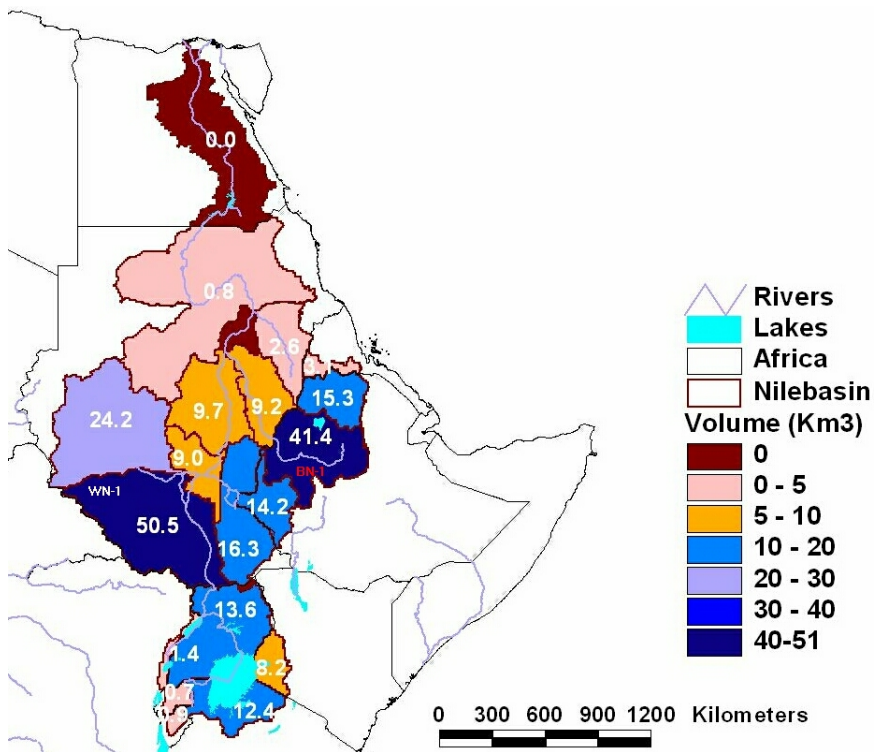 0.0
0.8
2.6
3.1
15.3
9.7
9.2
24.2
41.4
9.0
BN-1
WN-1
14.2
50.5
16.3
13.6
1.4
8.2
0.7
12.4
Rivers
Lakes
Africa
Nilebasin
Volume (Km3)
0
0 - 5
5 - 10
10 - 20
20 - 30
30 - 40
40-51
0 300 600 900 1200 Kilometers